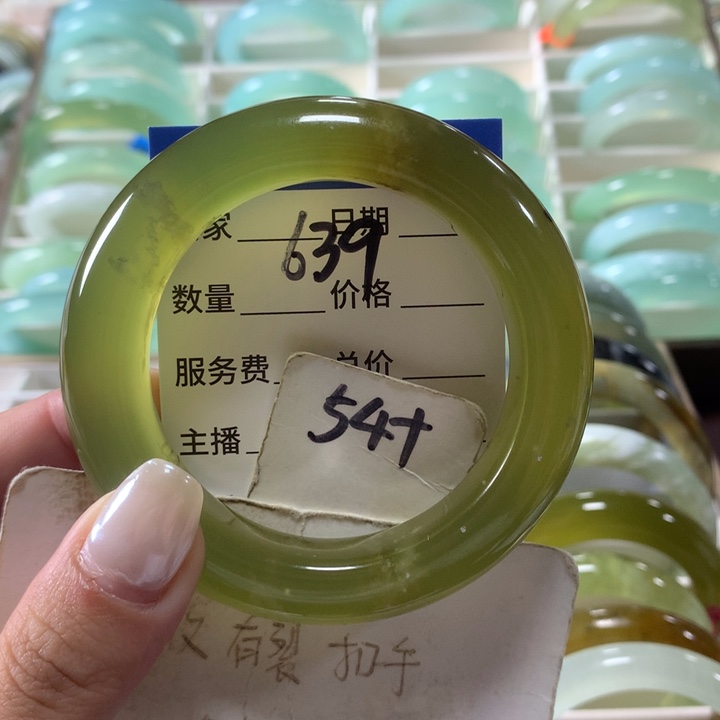 家 日期
639
数量 价格
服务费 总价
主播
54+
有裂 扣手